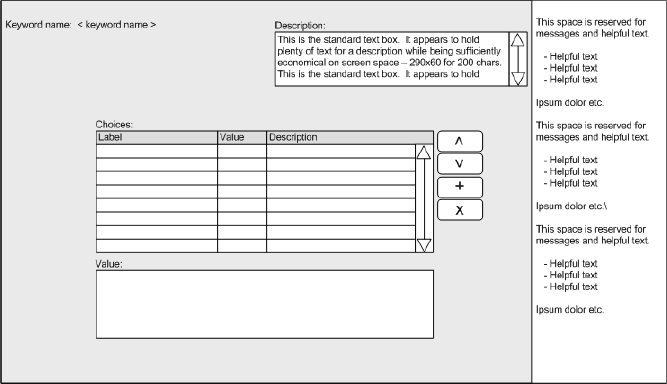 Keyword name: < keyword name >
Description:
This is the standard text box. It appears to hold
plenty of text for a description while being sufficiently
economical on screen space – 290x60 for 200 chars.
This is the standard text box. It appears to hold
Choices:
Label Value Description
ʌ
v
+
x
Value:
This space is reserved for
messages and helpful text.
- Helpful text
- Helpful text
- Helpful text
Ipsum dolor etc.
This space is reserved for
messages and helpful text.
- Helpful text
- Helpful text
- Helpful text
Ipsum dolor etc.\
This space is reserved for
messages and helpful text.
- Helpful text
- Helpful text
- Helpful text
Ipsum dolor etc.